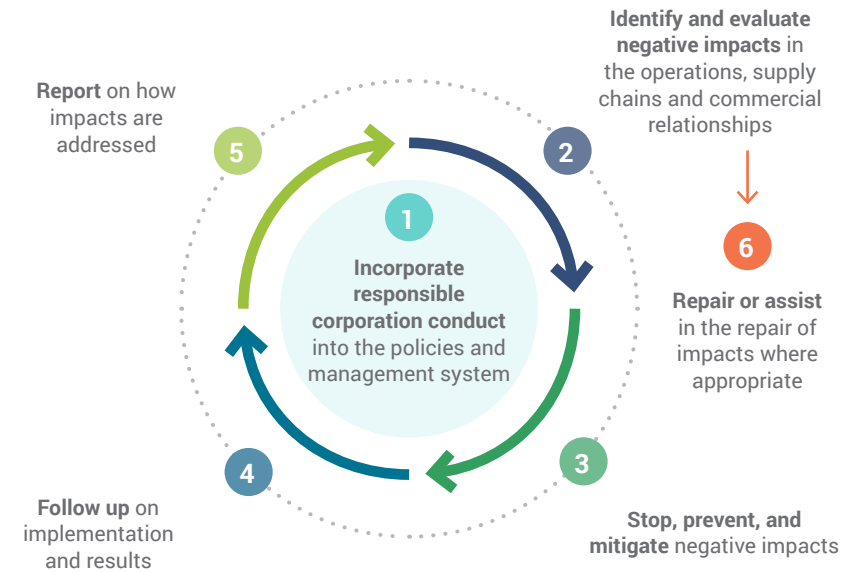 1
Incorporate
responsible
corporation conduct
into the policies and
management system
2
Identify and evaluate
negative impacts in
the operations, supply
chains and commercial
relationships
6
Repair or assist
in the repair of
impacts where
appropriate
3
Stop, prevent, and
mitigate negative impacts
4
Follow up on
implementation
and results
5
Report on how
impacts are
addressed